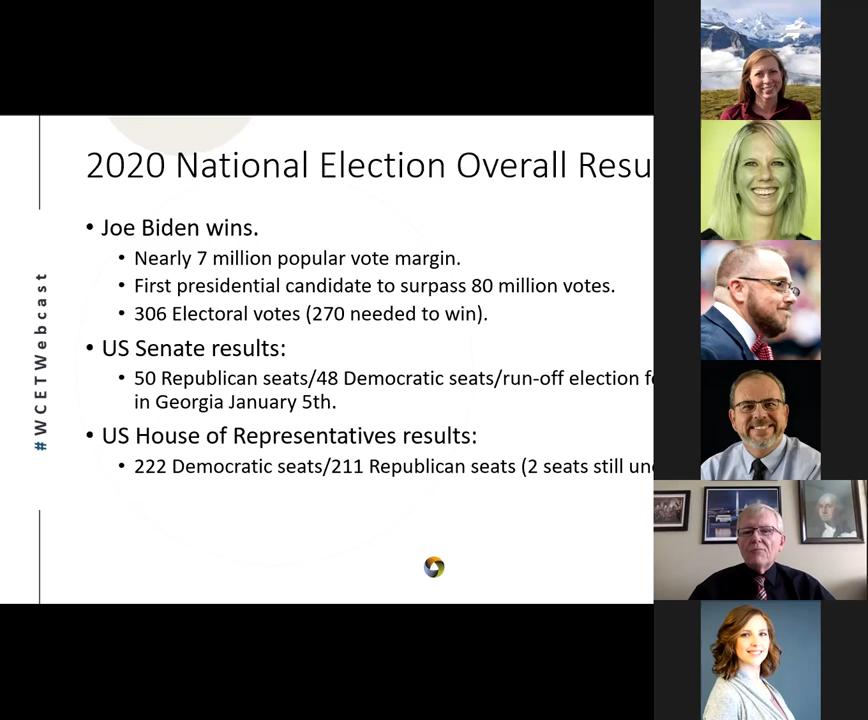 2020 National Election Overall Resu
• Joe Biden wins.
• Nearly 7 million popular vote margin.
• First presidential candidate to surpass 80 million votes.
• 306 Electoral votes (270 needed to win).
• US Senate results:
• 50 Republican seats/48 Democratic seats/run-off election f
in Georgia January 5th.
• US House of Representatives results:
• 222 Democratic seats/211 Republican seats (2 seats still un
#WCETWebcast